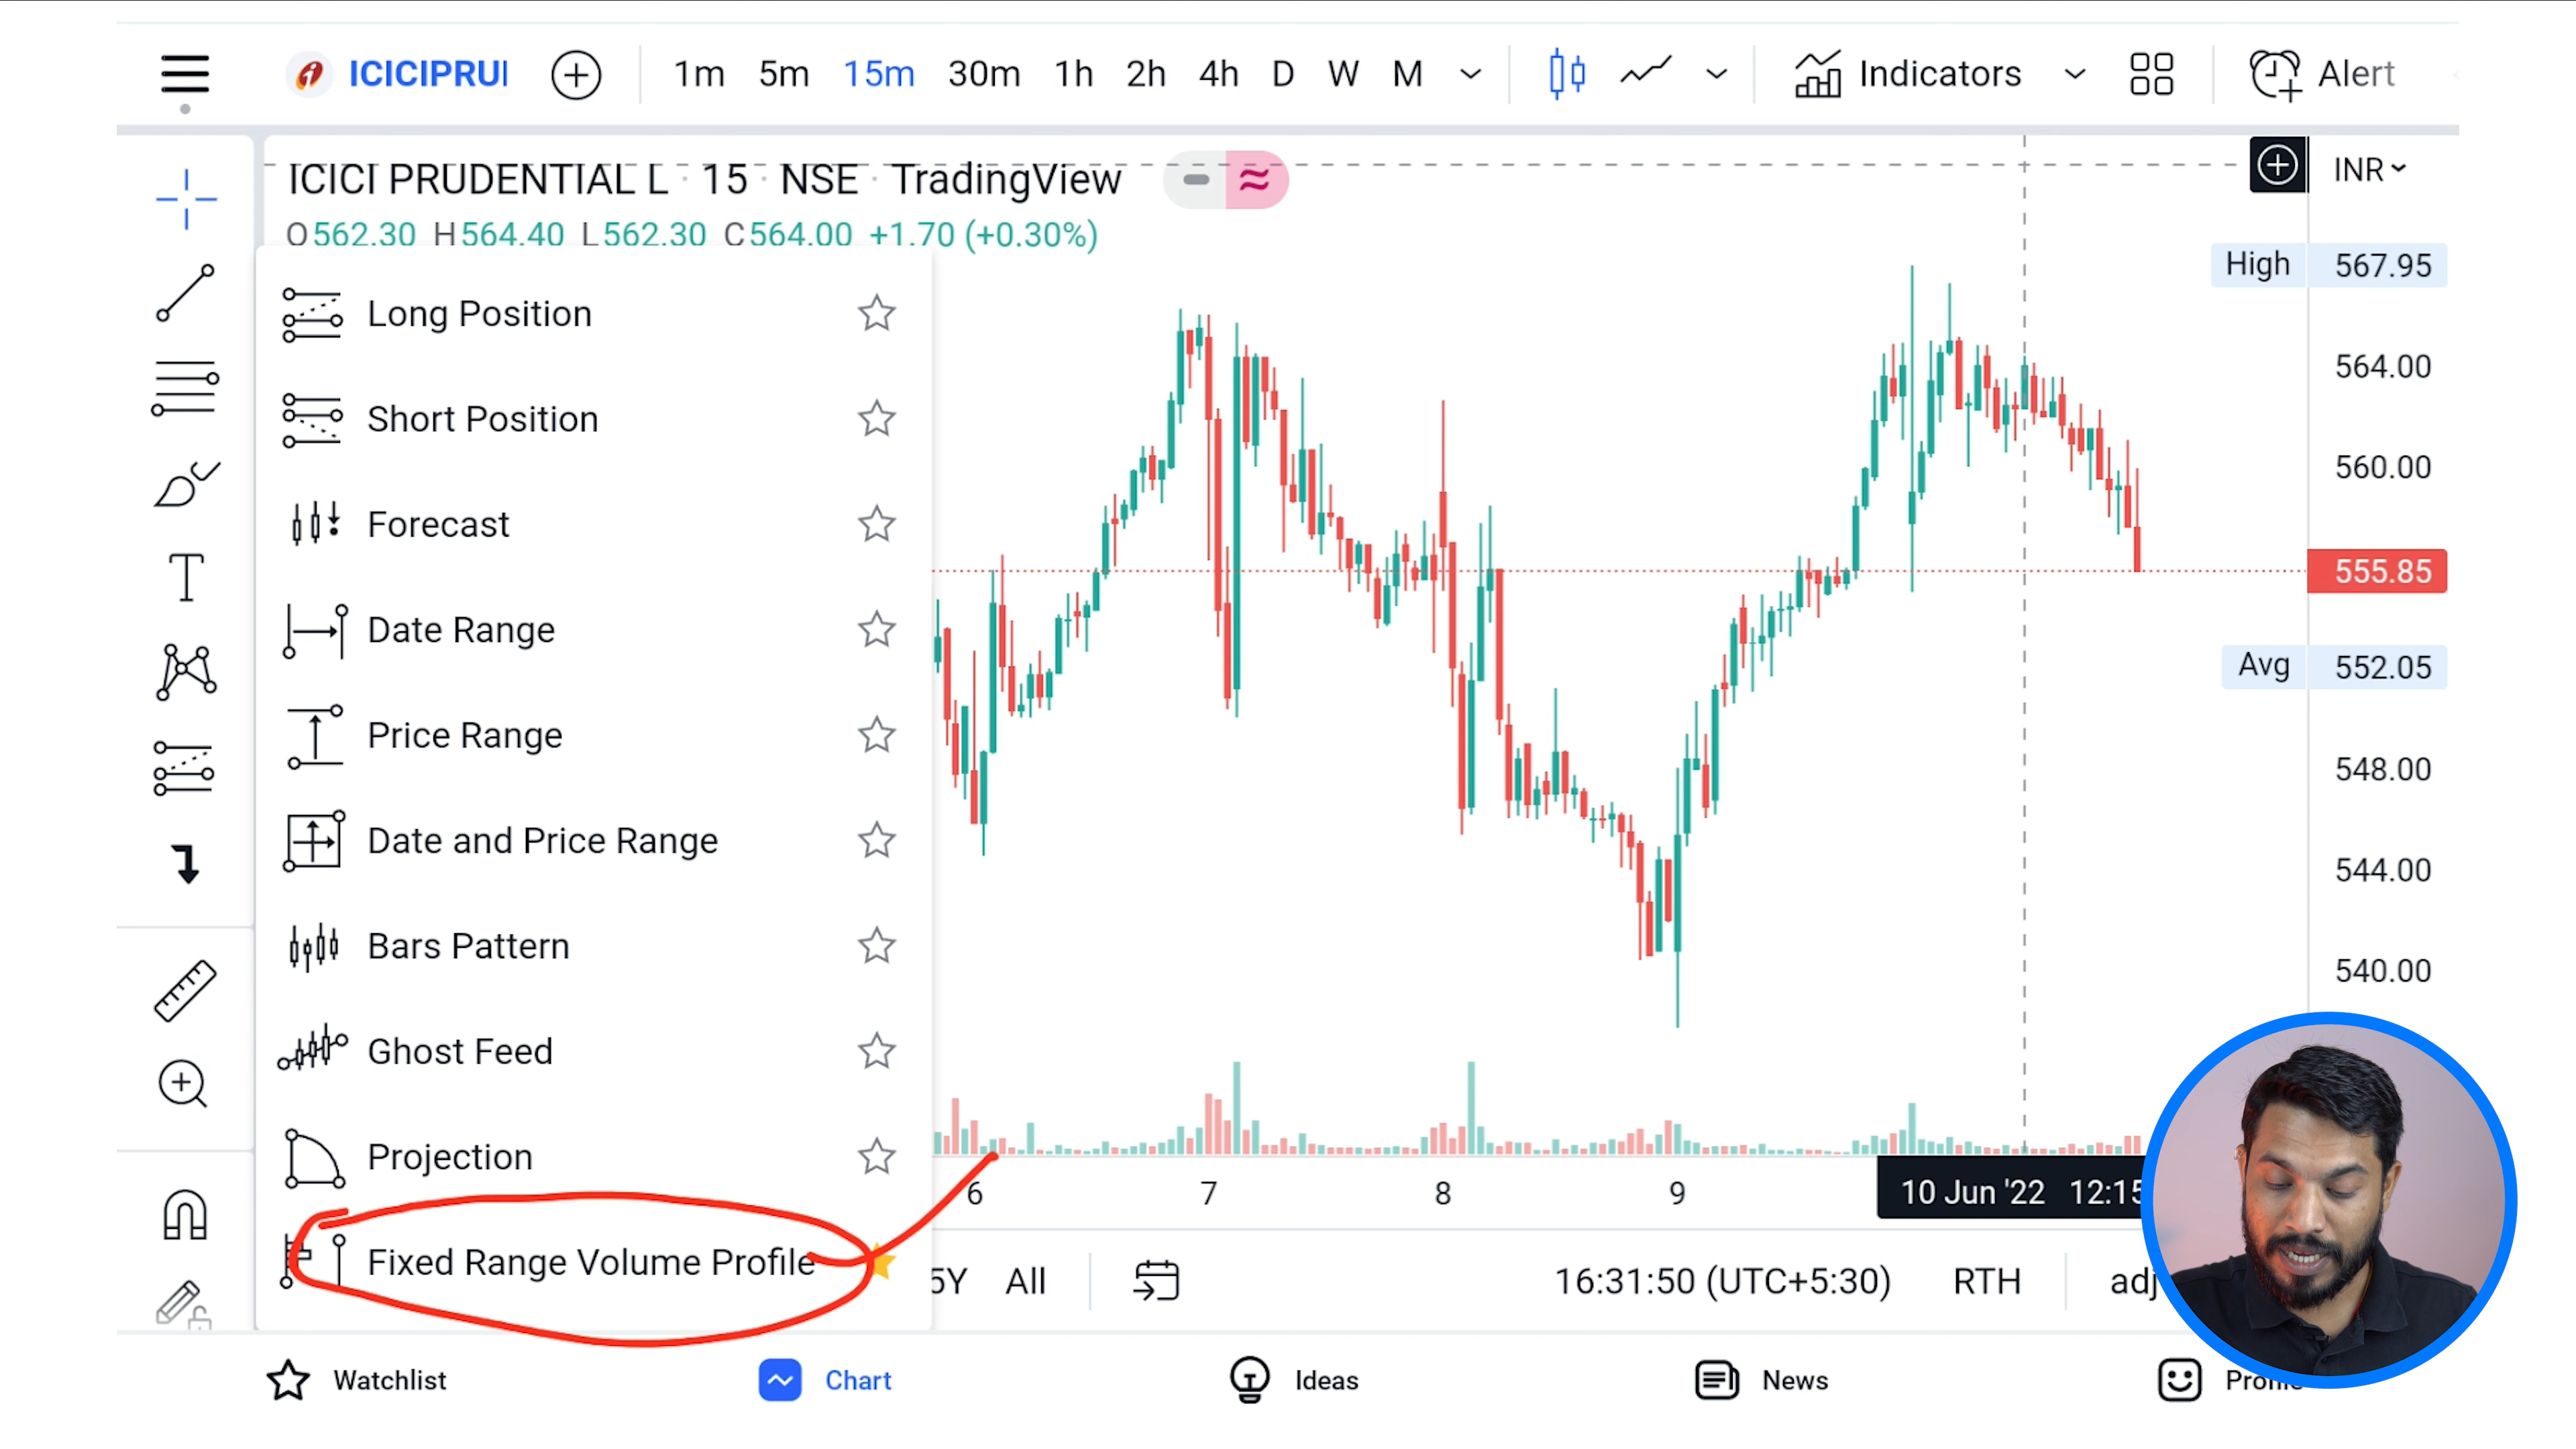 ICICIPRUI 1m 5m 15m 30m 1h 2h 4h D W M Indicators Alert
ICICI PRUDENTIAL L · 15 · NSE · TradingView
INR
O562.30 H564.40 L562.30 C564.00 +1.70 (+0.30%)
High 567.95
Long Position
564.00
Short Position
560.00
Forecast
555.85
Date Range
Avg 552.05
Price Range
548.00
Date and Price Range
544.00
Bars Pattern
540.00
Ghost Feed
Projection
6 7 8 9 10 Jun '22 12:15
Fixed Range Volume Profile
5Y All 16:31:50 (UTC+5:30) RTH adj
Watchlist Chart Ideas News Profile